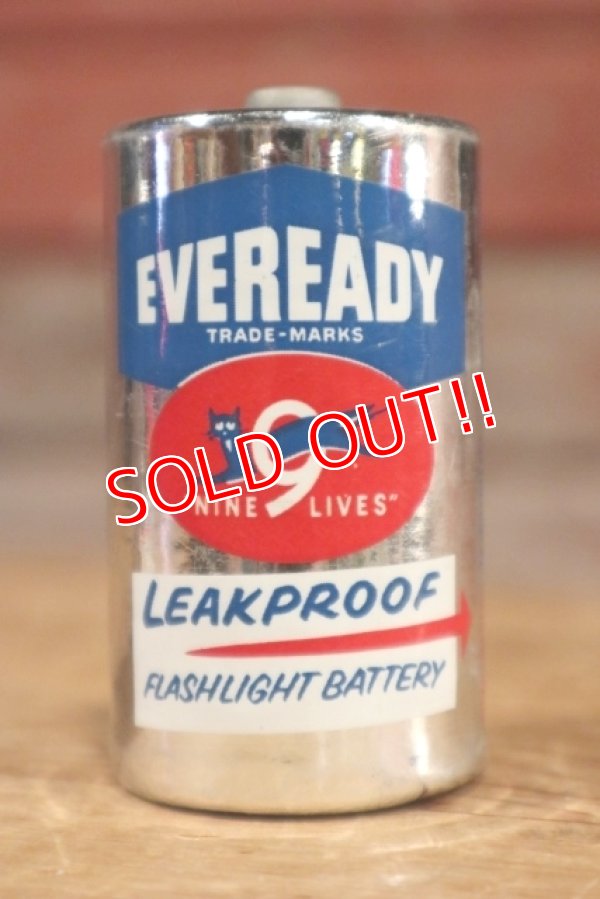 EVEREADY
TRADE-MARKS
9
"NINE LIVES"
SOLD OUT!!
LEAKPROOF
FLASHLIGHT BATTERY